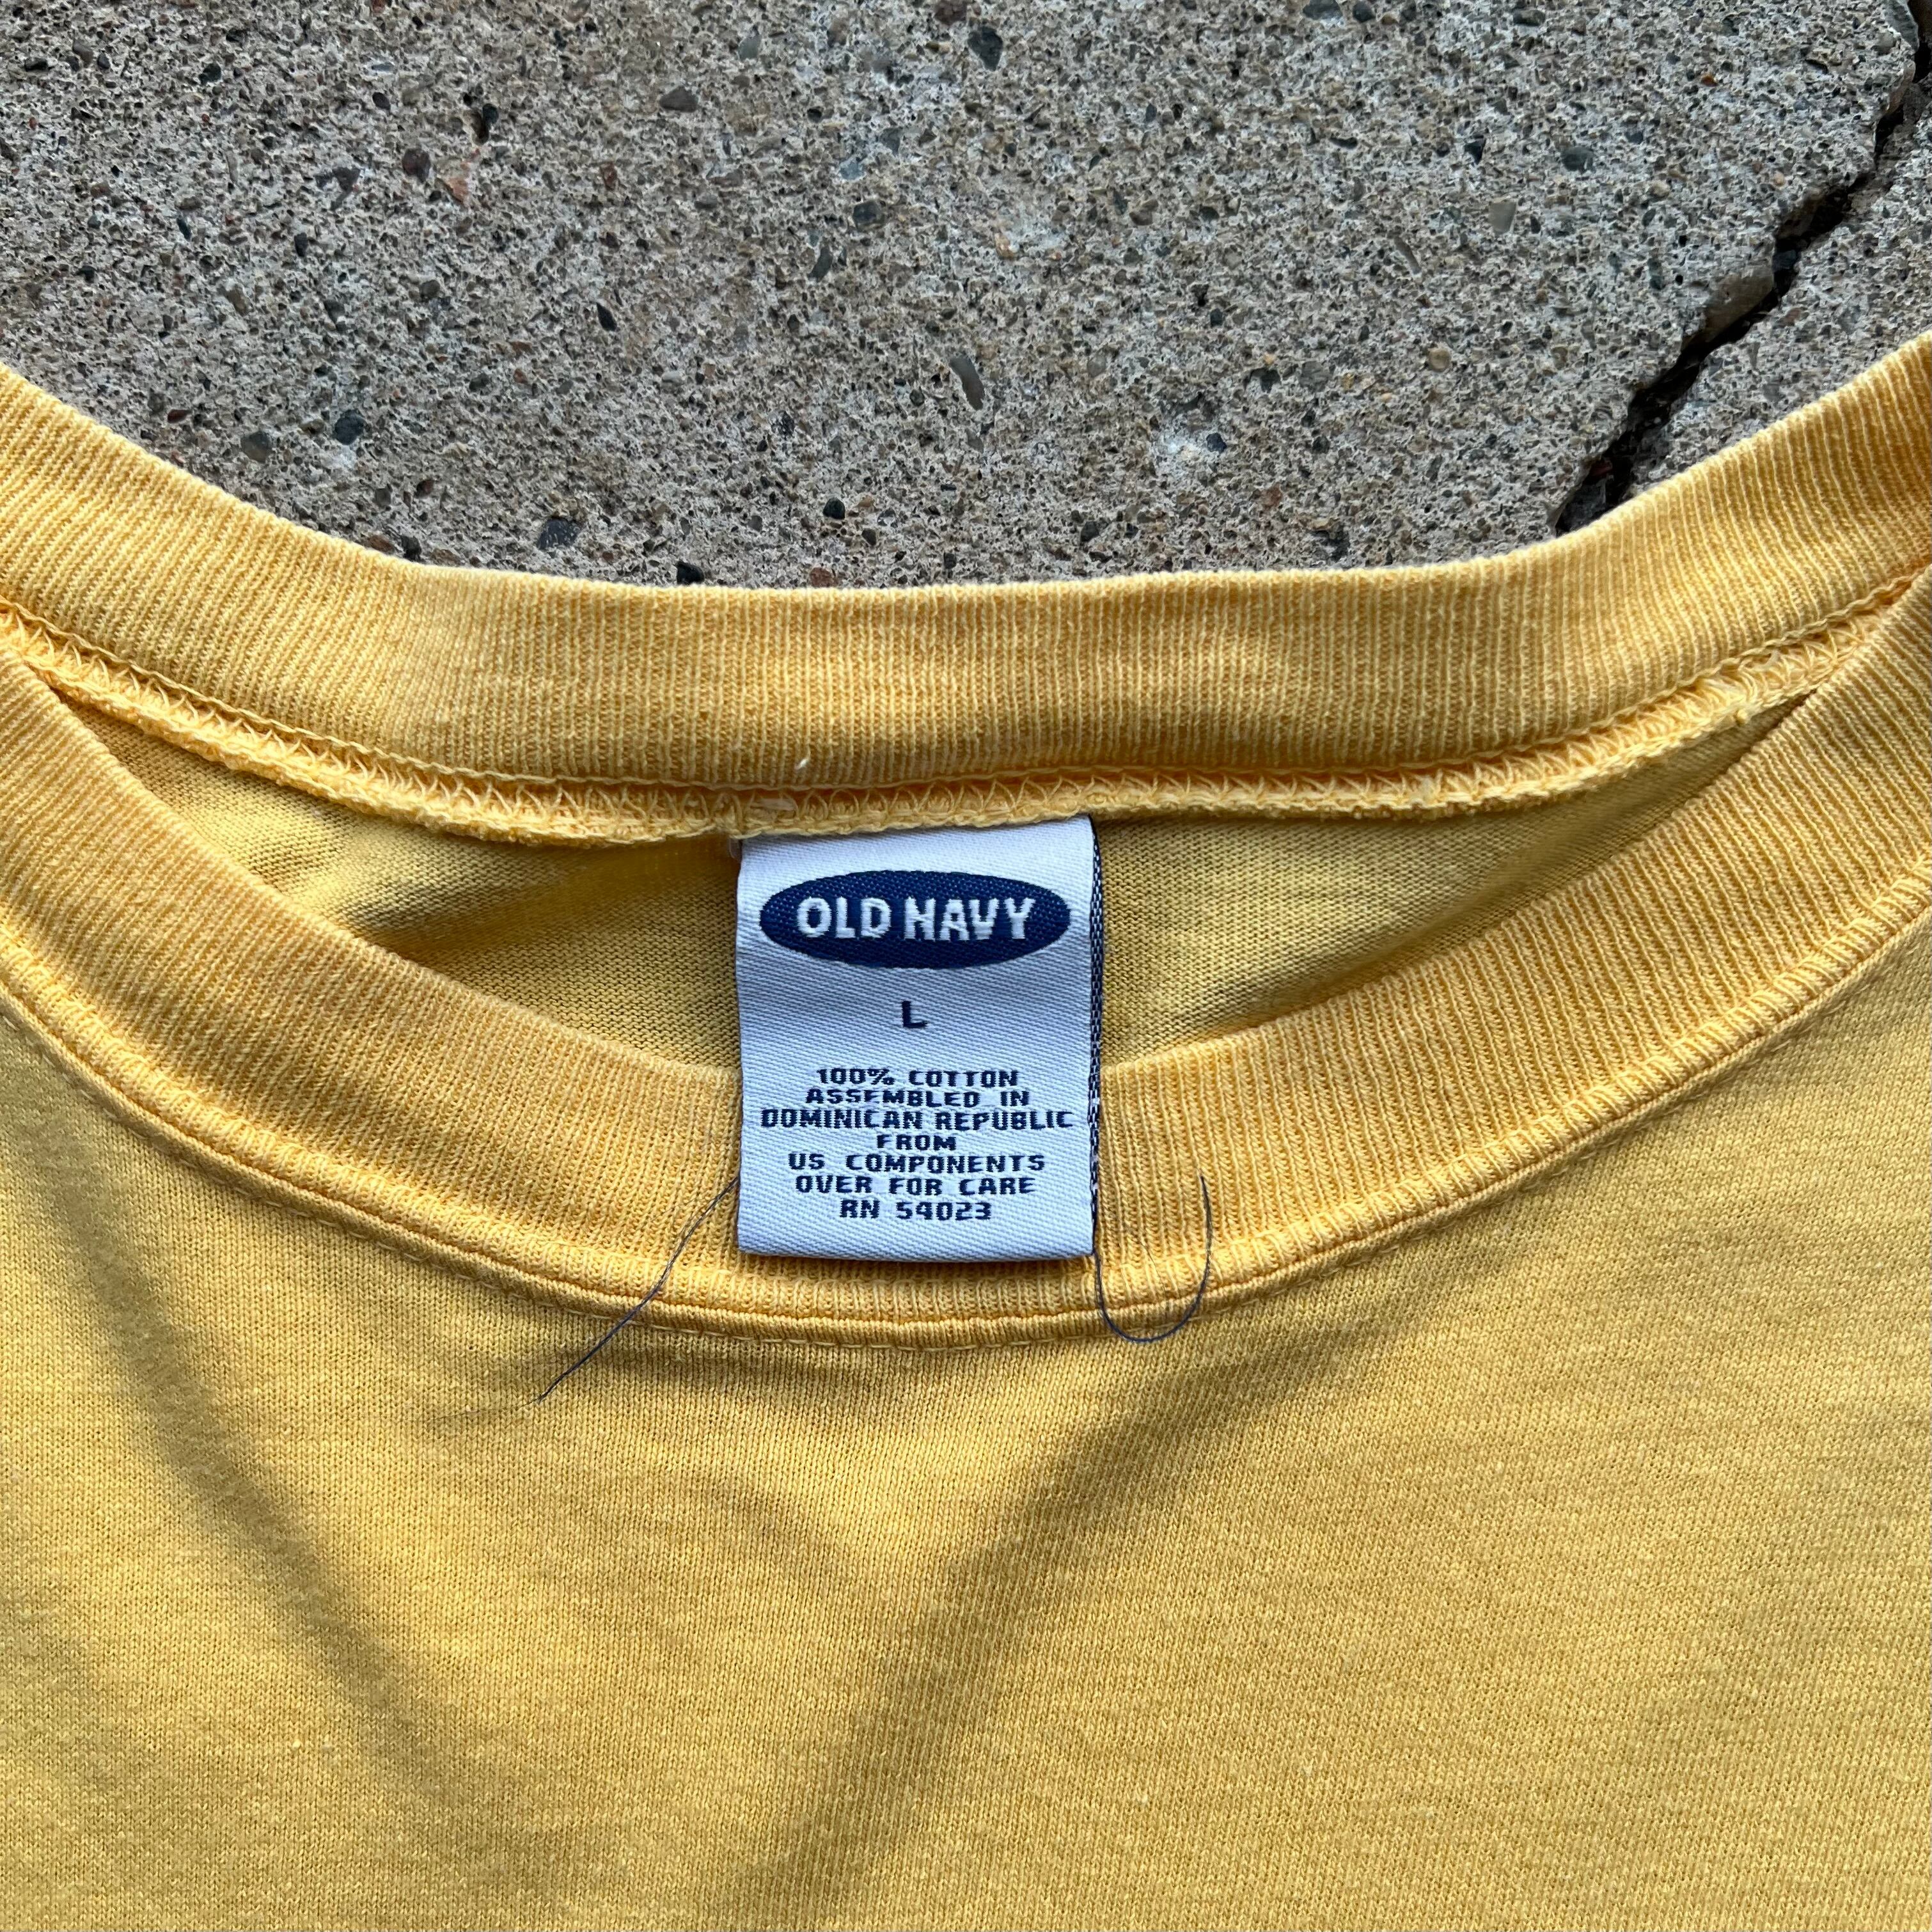 OLD NAVY
L
100% COTTON
ASSEMBLED IN
DOMINICAN REPUBLIC
FROM
US COMPONENTS
OVER FOR CARE
RN 54023